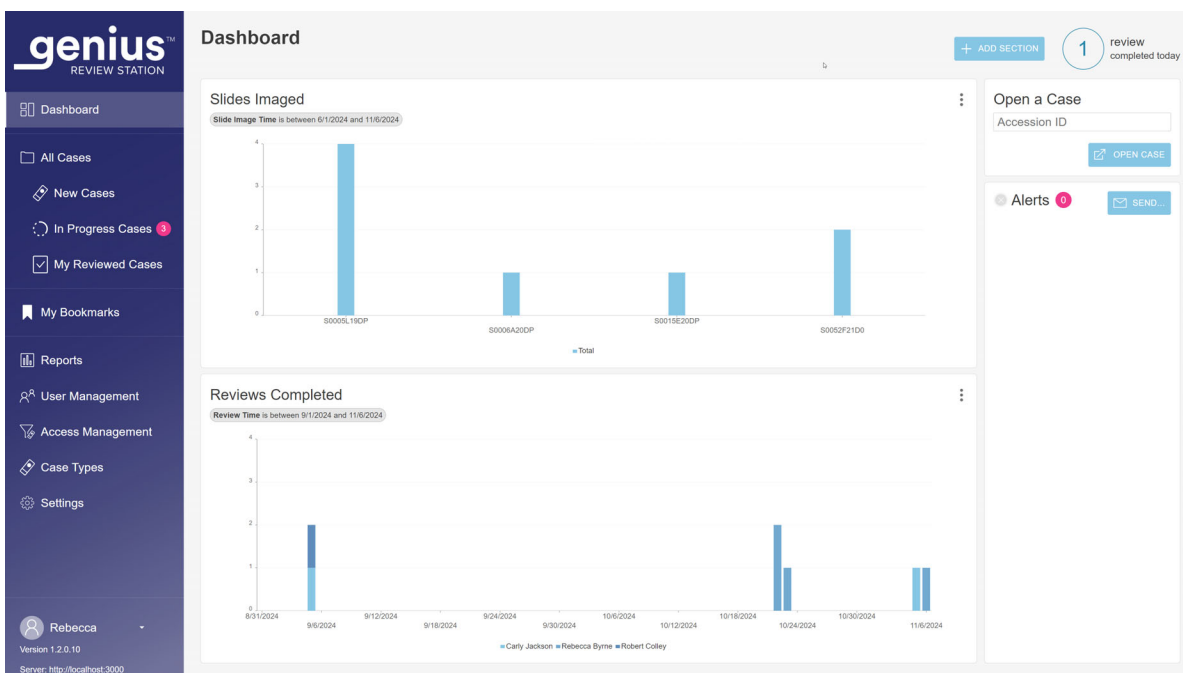 genius™
REVIEW STATION
Dashboard
All Cases
New Cases
In Progress Cases 3
My Reviewed Cases
My Bookmarks
Reports
User Management
Access Management
Case Types
Settings
Rebecca
Version 1.2.0.10
Server: http://localhost:3000
Dashboard
+ ADD SECTION
1
review
completed today
Slides Imaged
Slide Image Time is between 6/1/2024 and 11/6/2024
4
3
2
1
0
S0005L19DP
S0006A20DP
S0015E20DP
S0052F21D0
Total
Reviews Completed
Review Time is between 9/1/2024 and 11/6/2024
4
3
2
1
0
8/31/2024
9/6/2024
9/12/2024
9/18/2024
9/24/2024
9/30/2024
10/6/2024
10/12/2024
10/18/2024
10/24/2024
10/30/2024
11/6/2024
Carly Jackson Rebecca Byrne Robert Colley
Open a Case
Accession ID
OPEN CASE
Alerts 0
SEND...